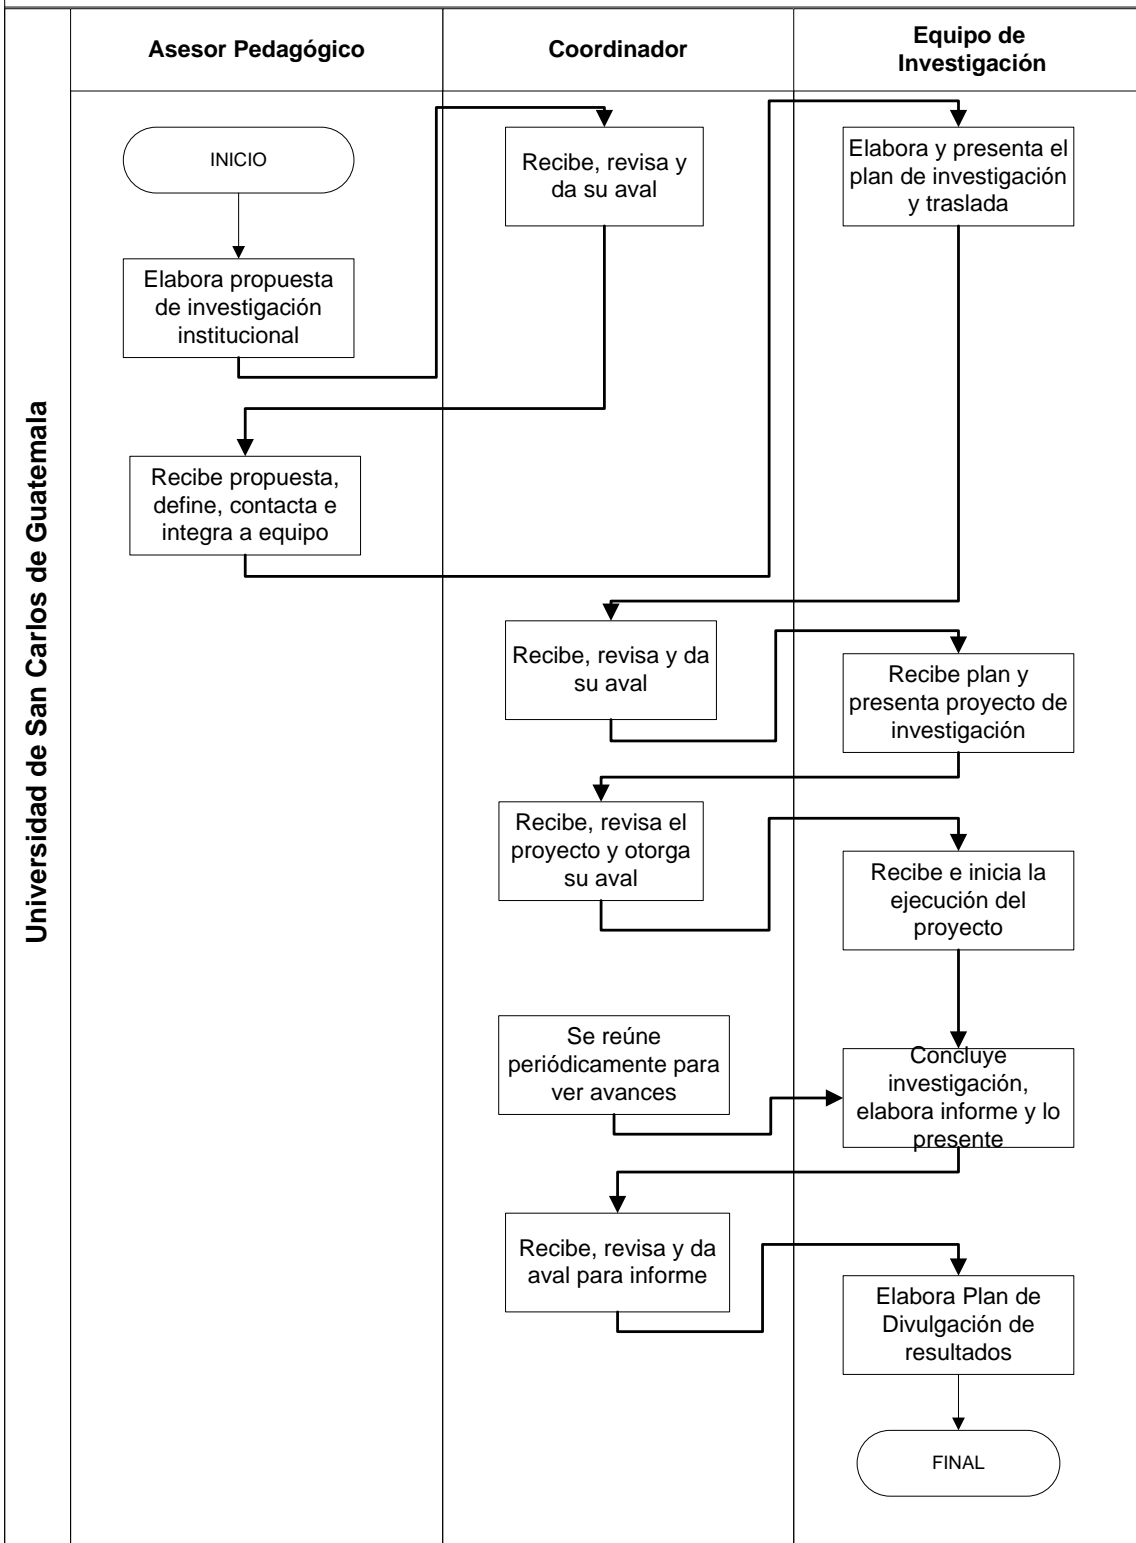 Universidad de San Carlos de Guatemala
Asesor Pedagógico
Coordinador
Equipo de
Investigación
INICIO
Elabora propuesta
de investigación
institucional
Recibe, revisa y
da su aval
Recibe propuesta,
define, contacta e
integra a equipo
Elabora y presenta el
plan de investigación
y traslada
Recibe, revisa y da
su aval
Recibe plan y
presenta proyecto de
investigación
Recibe, revisa el
proyecto y otorga
su aval
Recibe e inicia la
ejecución del
proyecto
Se reúne
periódicamente para
ver avances
Concluye
investigación,
elabora informe y lo
presente
Recibe, revisa y da
aval para informe
Elabora Plan de
Divulgación de
resultados
FINAL